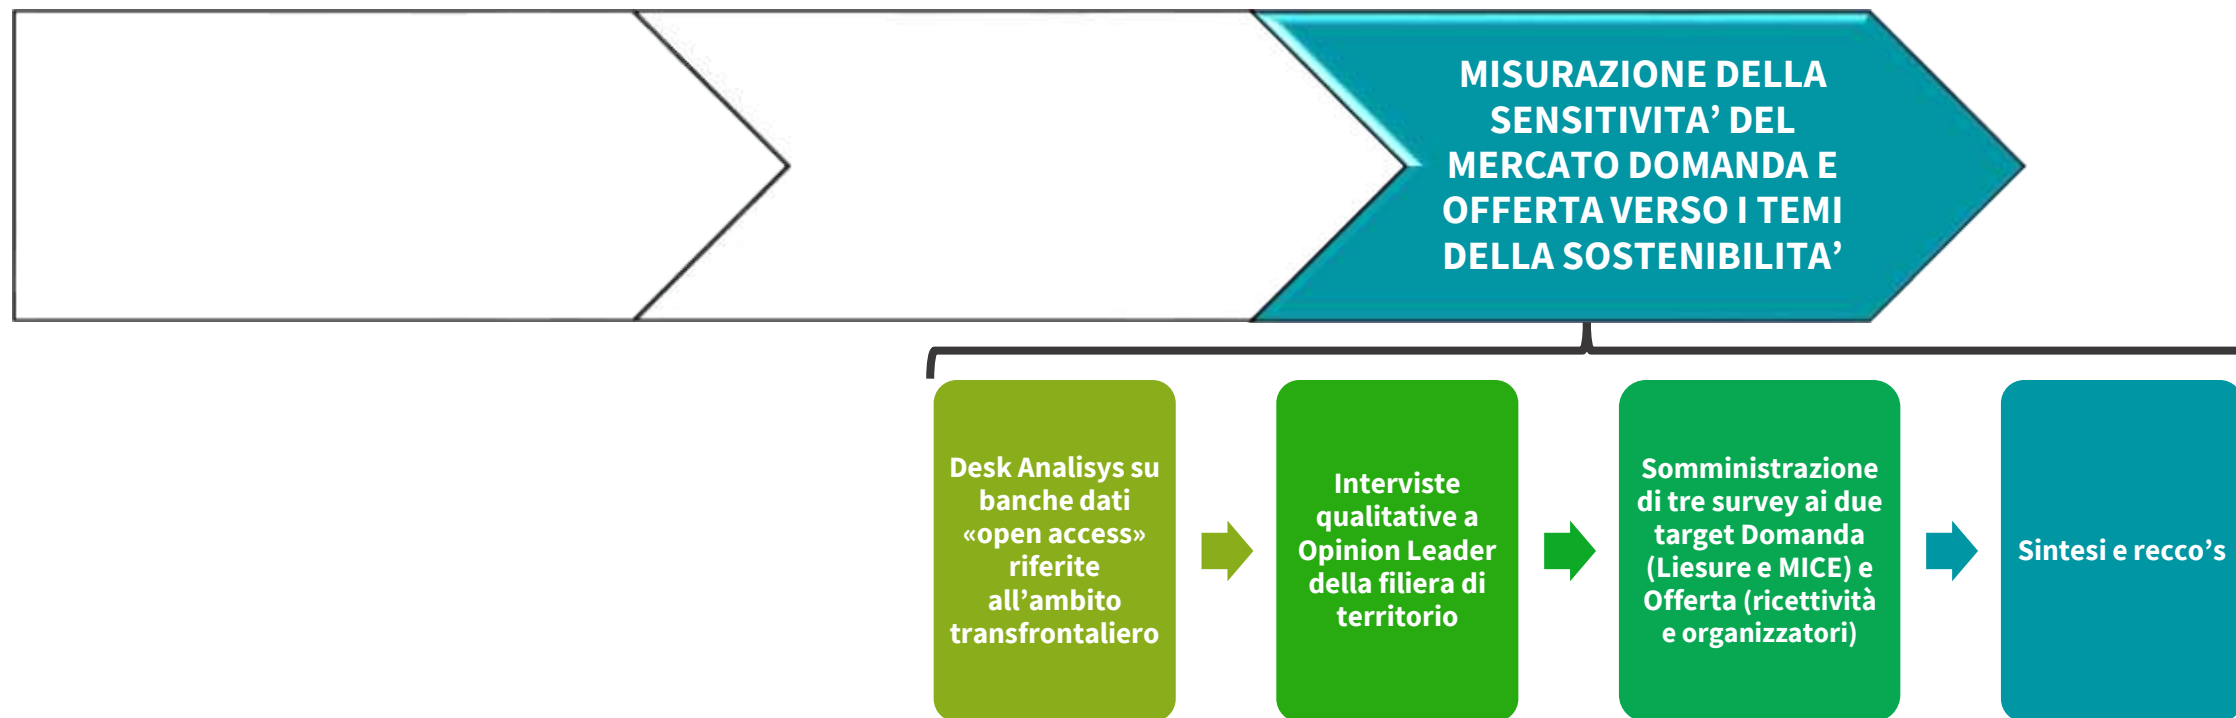 MISURAZIONE DELLA
SENSITIVITA’ DEL
MERCATO DOMANDA E
OFFERTA VERSO I TEMI
DELLA SOSTENIBILITA’
Desk Analisys su
banche dati
«open access»
riferite
all’ambito
transfrontaliero
Interviste
qualitative a
Opinion Leader
della filiera di
territorio
Somministrazione
di tre survey ai due
target Domanda
(Liesure e MICE) e
Offerta (ricettività
e organizzatori)
Sintesi e recco’s